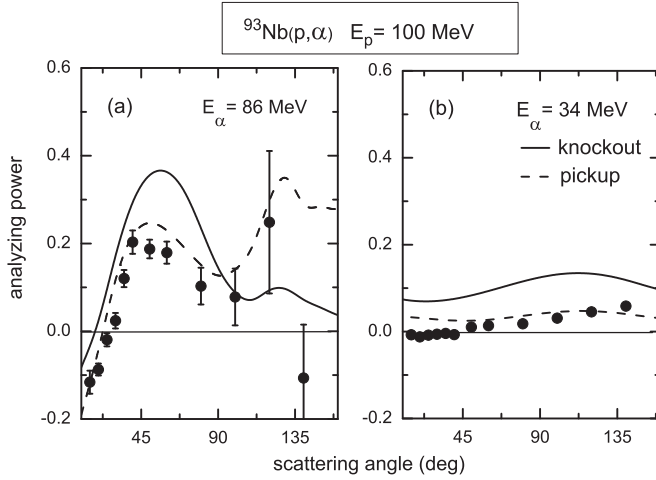 ⁹³Nb(p,α) Eₚ= 100 MeV
(a)
E_α = 86 MeV
(b)
E_α = 34 MeV
knockout
pickup
analyzing power
0.6
0.4
0.2
0.0
-0.2
0.6
0.4
0.2
0.0
-0.2
45
90
135
45
90
135
scattering angle (deg)